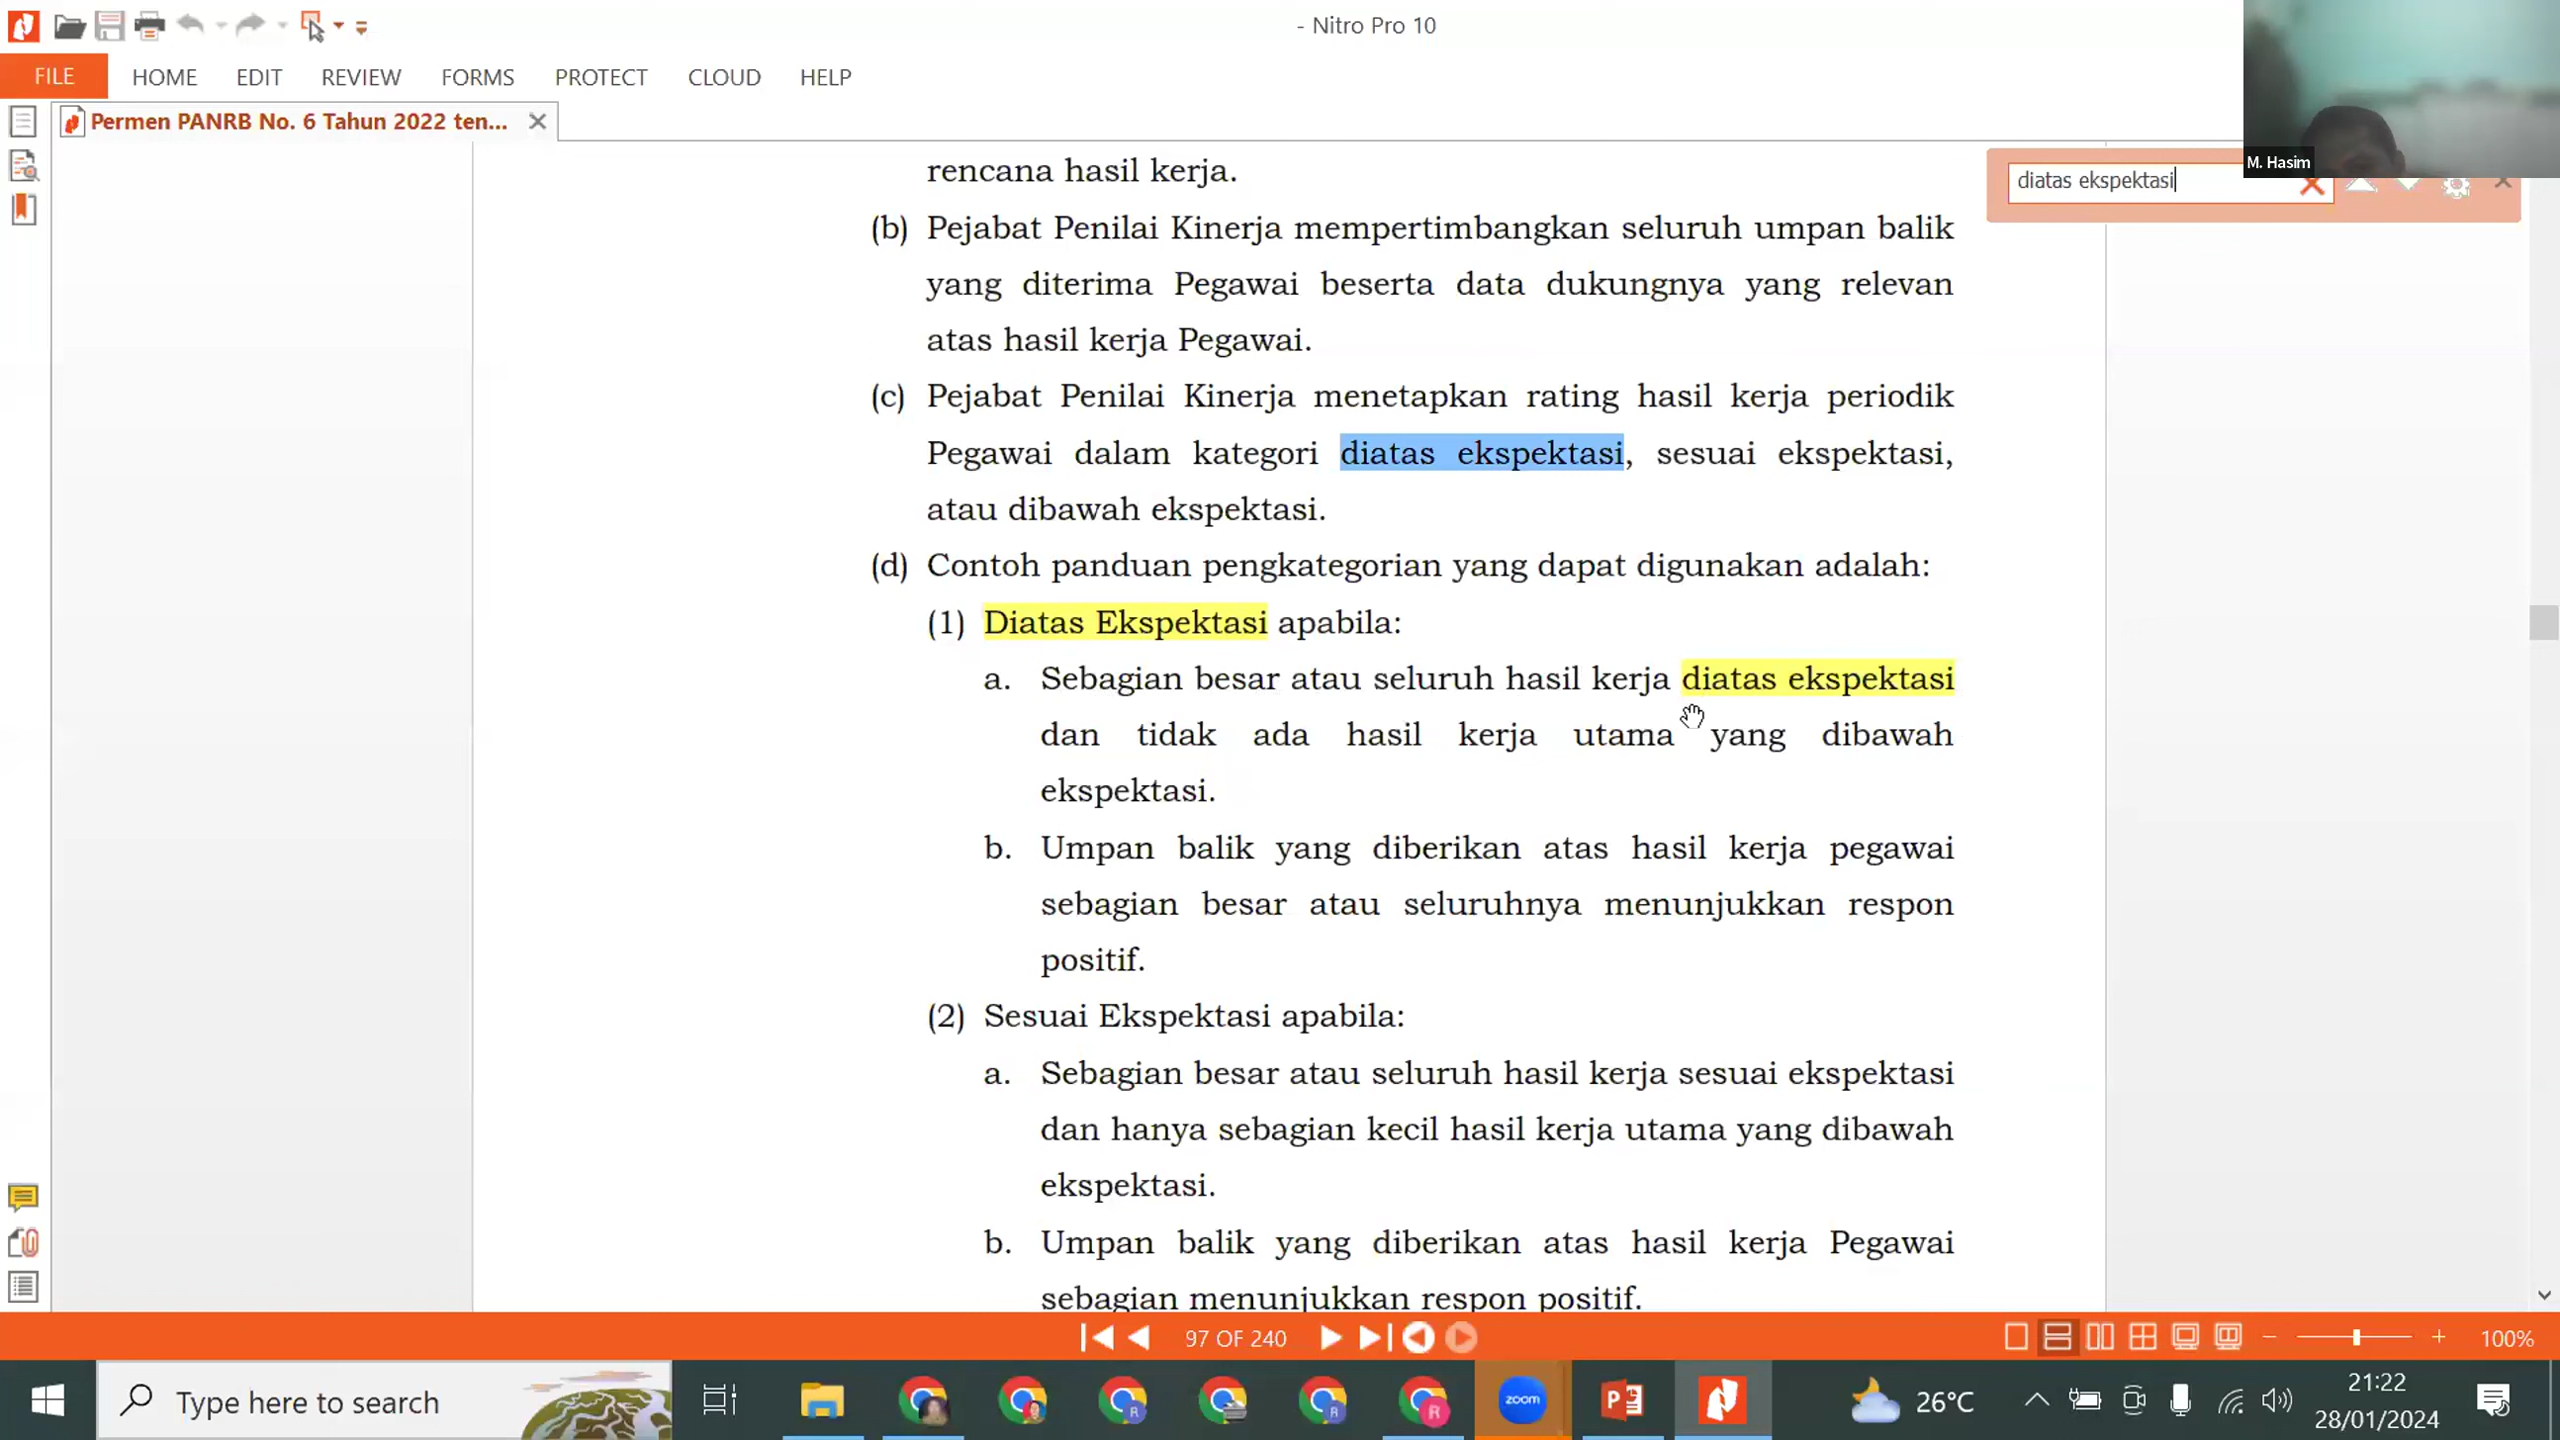 - Nitro Pro 10
FILE HOME EDIT REVIEW FORMS PROTECT CLOUD HELP
Permen PANRB No. 6 Tahun 2022 ten...
M. Hasim
diatas ekspektasi
rencana hasil kerja.
(b) Pejabat Penilai Kinerja mempertimbangkan seluruh umpan balik
yang diterima Pegawai beserta data dukungnya yang relevan
atas hasil kerja Pegawai.
(c) Pejabat Penilai Kinerja menetapkan rating hasil kerja periodik
Pegawai dalam kategori diatas ekspektasi, sesuai ekspektasi,
atau dibawah ekspektasi.
(d) Contoh panduan pengkategorian yang dapat digunakan adalah:
(1) Diatas Ekspektasi apabila:
a. Sebagian besar atau seluruh hasil kerja diatas ekspektasi
dan tidak ada hasil kerja utama yang dibawah
ekspektasi.
b. Umpan balik yang diberikan atas hasil kerja pegawai
sebagian besar atau seluruhnya menunjukkan respon
positif.
(2) Sesuai Ekspektasi apabila:
a. Sebagian besar atau seluruh hasil kerja sesuai ekspektasi
dan hanya sebagian kecil hasil kerja utama yang dibawah
ekspektasi.
b. Umpan balik yang diberikan atas hasil kerja Pegawai
sebagian menunjukkan respon positif.
97 OF 240
100%
Type here to search
zoom
26°C
21:22
28/01/2024